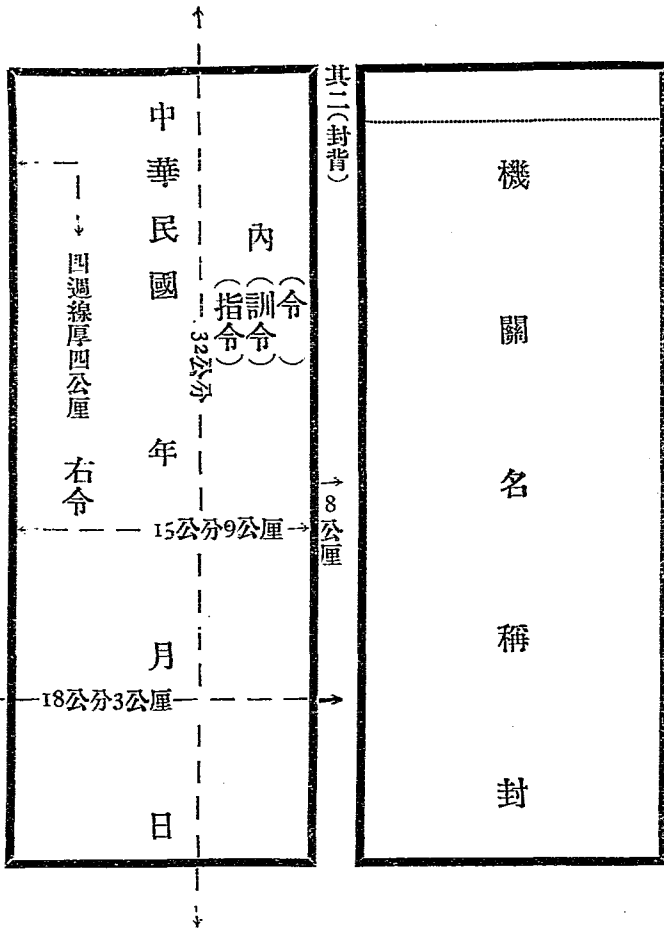 機關名稱封
其二(封背)
8公厘
內
(令)
(訓令)
(指令)
32公分
中華民國 年 月 日
15公分9公厘
18公分3公厘
四週線厚四公厘
右令